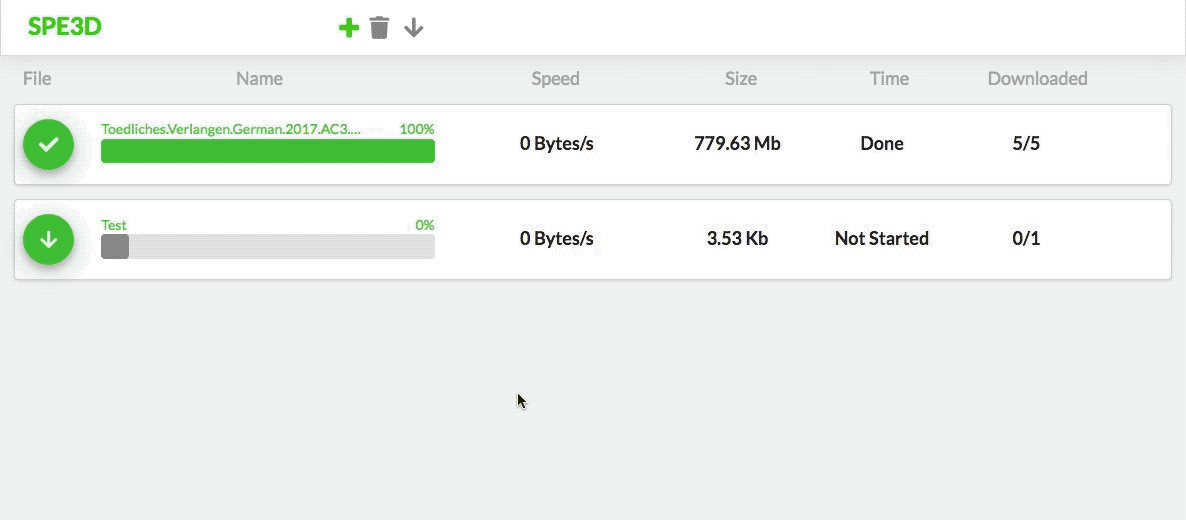 SPE3D
File Name Speed Size Time Downloaded
Toedliches.Verlangen.German.2017.AC3.... 100%
0 Bytes/s 779.63 Mb Done 5/5
Test 0%
0 Bytes/s 3.53 Kb Not Started 0/1